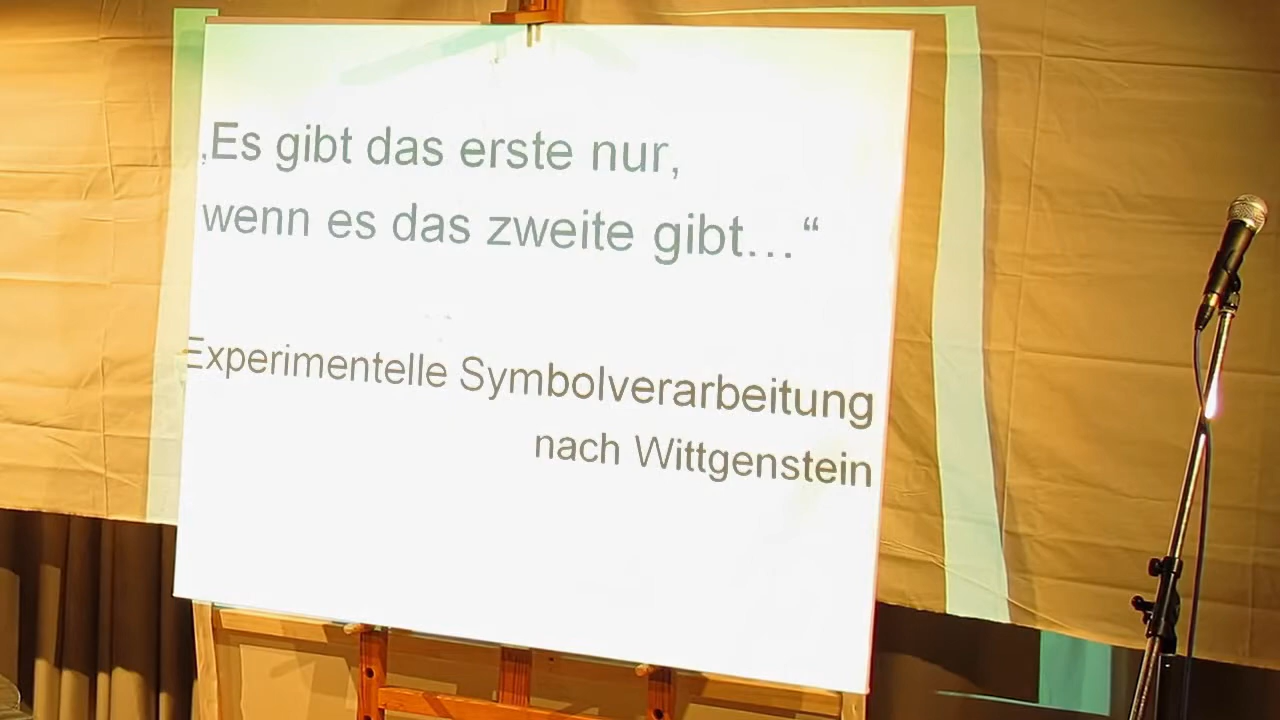 „Es gibt das erste nur,
wenn es das zweite gibt…“
Experimentelle Symbolverarbeitung
nach Wittgenstein